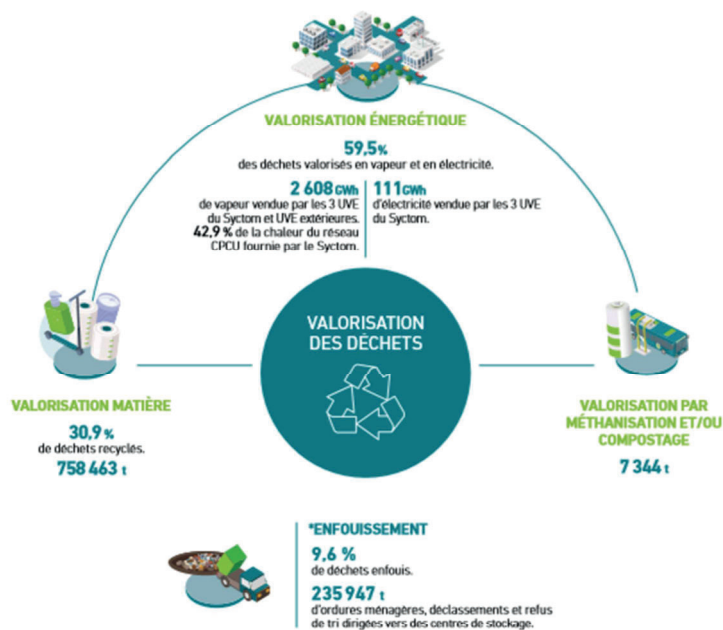 VALORISATION ÉNERGÉTIQUE
59,5%
des déchets valorisés en vapeur et en électricité.
2 608 GWh
de vapeur vendue par les 3 UVE
du Syctom et UVE extérieures.
42,9 % de la chaleur du réseau
CPCU fournie par le Syctom.
111 GWh
d'électricité vendue par les 3 UVE
du Syctom.
VALORISATION
DES DÉCHETS
VALORISATION MATIÈRE
30,9 %
de déchets recyclés.
758 463 t
VALORISATION PAR
MÉTHANISATION ET/OU
COMPOSTAGE
7 344 t
*ENFOUISSEMENT
9,6 %
de déchets enfouis.
235 947 t
d'ordures ménagères, déclassements et refus
de tri dirigées vers des centres de stockage.